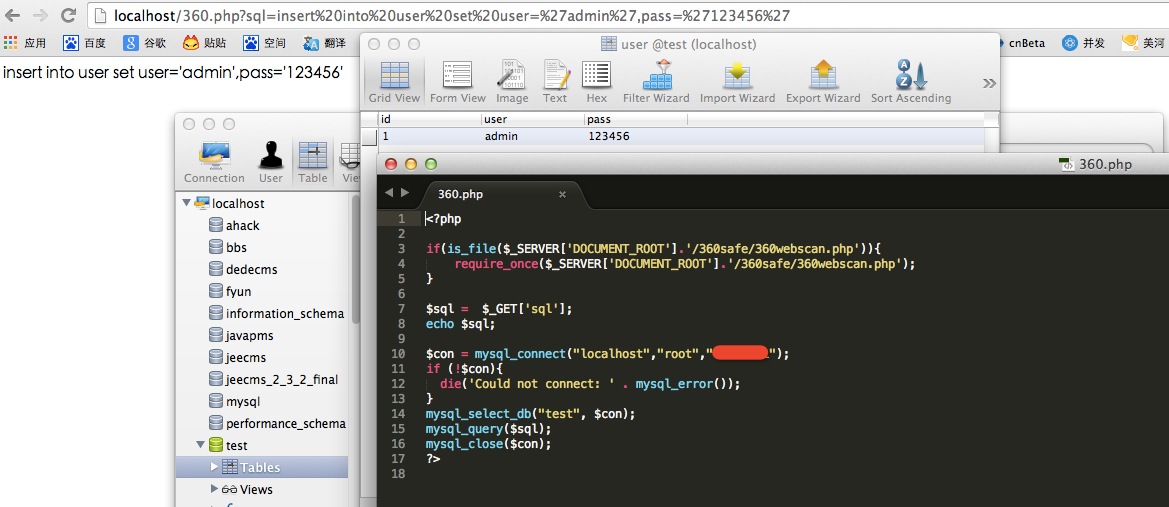 localhost/360.php?sql=insert%20into%20user%20set%20user=%27admin%27,pass=%27123456%27
应用 百度 谷歌 贴贴 空间 翻译 cnBeta 并发 美河
insert into user set user='admin',pass='123456'
user @test (localhost)
Grid View Form View Image Text Hex Filter Wizard Import Wizard Export Wizard Sort Ascending
id user pass
1 admin 123456
Connection User Table
localhost
ahack
bbs
dedecms
fyun
information_schema
javapms
jeecms
jeecms_2_3_2_final
mysql
performance_schema
test
Tables
Views
360.php
360.php
1 <?php
2
3 if(is_file($_SERVER['DOCUMENT_ROOT'].'/360safe/360webscan.php')){
4 require_once($_SERVER['DOCUMENT_ROOT'].'/360safe/360webscan.php');
5 }
6
7 $sql =  $_GET['sql'];
8 echo $sql;
9
10 $con = mysql_connect("localhost","root","");
11 if (!$con){
12 die('Could not connect: ' . mysql_error());
13 }
14 mysql_select_db("test", $con);
15 mysql_query($sql);
16 mysql_close($con);
17 ?>
18